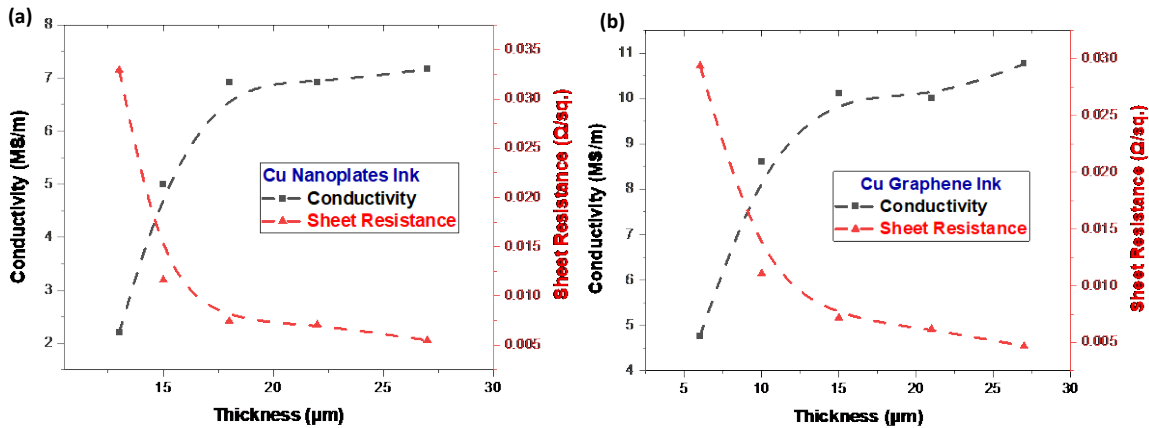 (a)
8
7
6
5
4
3
2
Conductivity (MS/m)
0.035
0.030
0.025
0.020
0.015
0.010
0.005
Sheet Resistance (Ω/sq.)
Cu Nanoplates Ink
Conductivity
Sheet Resistance
15 20 25 30
Thickness (µm)
(b)
11
10
9
8
7
6
5
4
Conductivity (MS/m)
0.030
0.025
0.020
0.015
0.010
0.005
Sheet Resistance (Ω/sq.)
Cu Graphene Ink
Conductivity
Sheet Resistance
5 10 15 20 25 30
Thickness (µm)